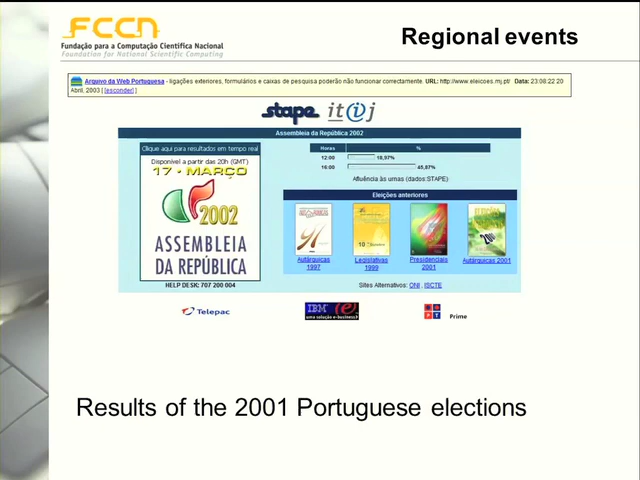 FCCN
Fundação para a Computação Científica Nacional
Foundation for National Scientific Computing
Regional events
Arquivo da Web Portuguesa - ligações exteriores, formulários e caixas de pesquisa poderão não funcionar correctamente. URL: http://www.eleicoes.mj.pt/ Data: 23:08:22 20
Abril, 2003 [ [esconder] ]
stape itij
Assembleia da República 2002
Clique aqui para resultados em tempo real
Disponível a partir das 20h (GMT)
17 • MARÇO
2002
ASSEMBLEIA
DA REPÚBLICA
HELP DESK: 707 200 004
Horas %
12:00 18,97%
16:00 45,87%
Afluência às urnas (dados:STAPE)
Eleições anteriores
Autárquicas
1997
Legislativas
1999
Presidenciais
2001
Autárquicas 2001
Sites Alternativos: ONI , ISCTE
Telepac
IBM e
uma solução e-business
PT Prime
Results of the 2001 Portuguese elections